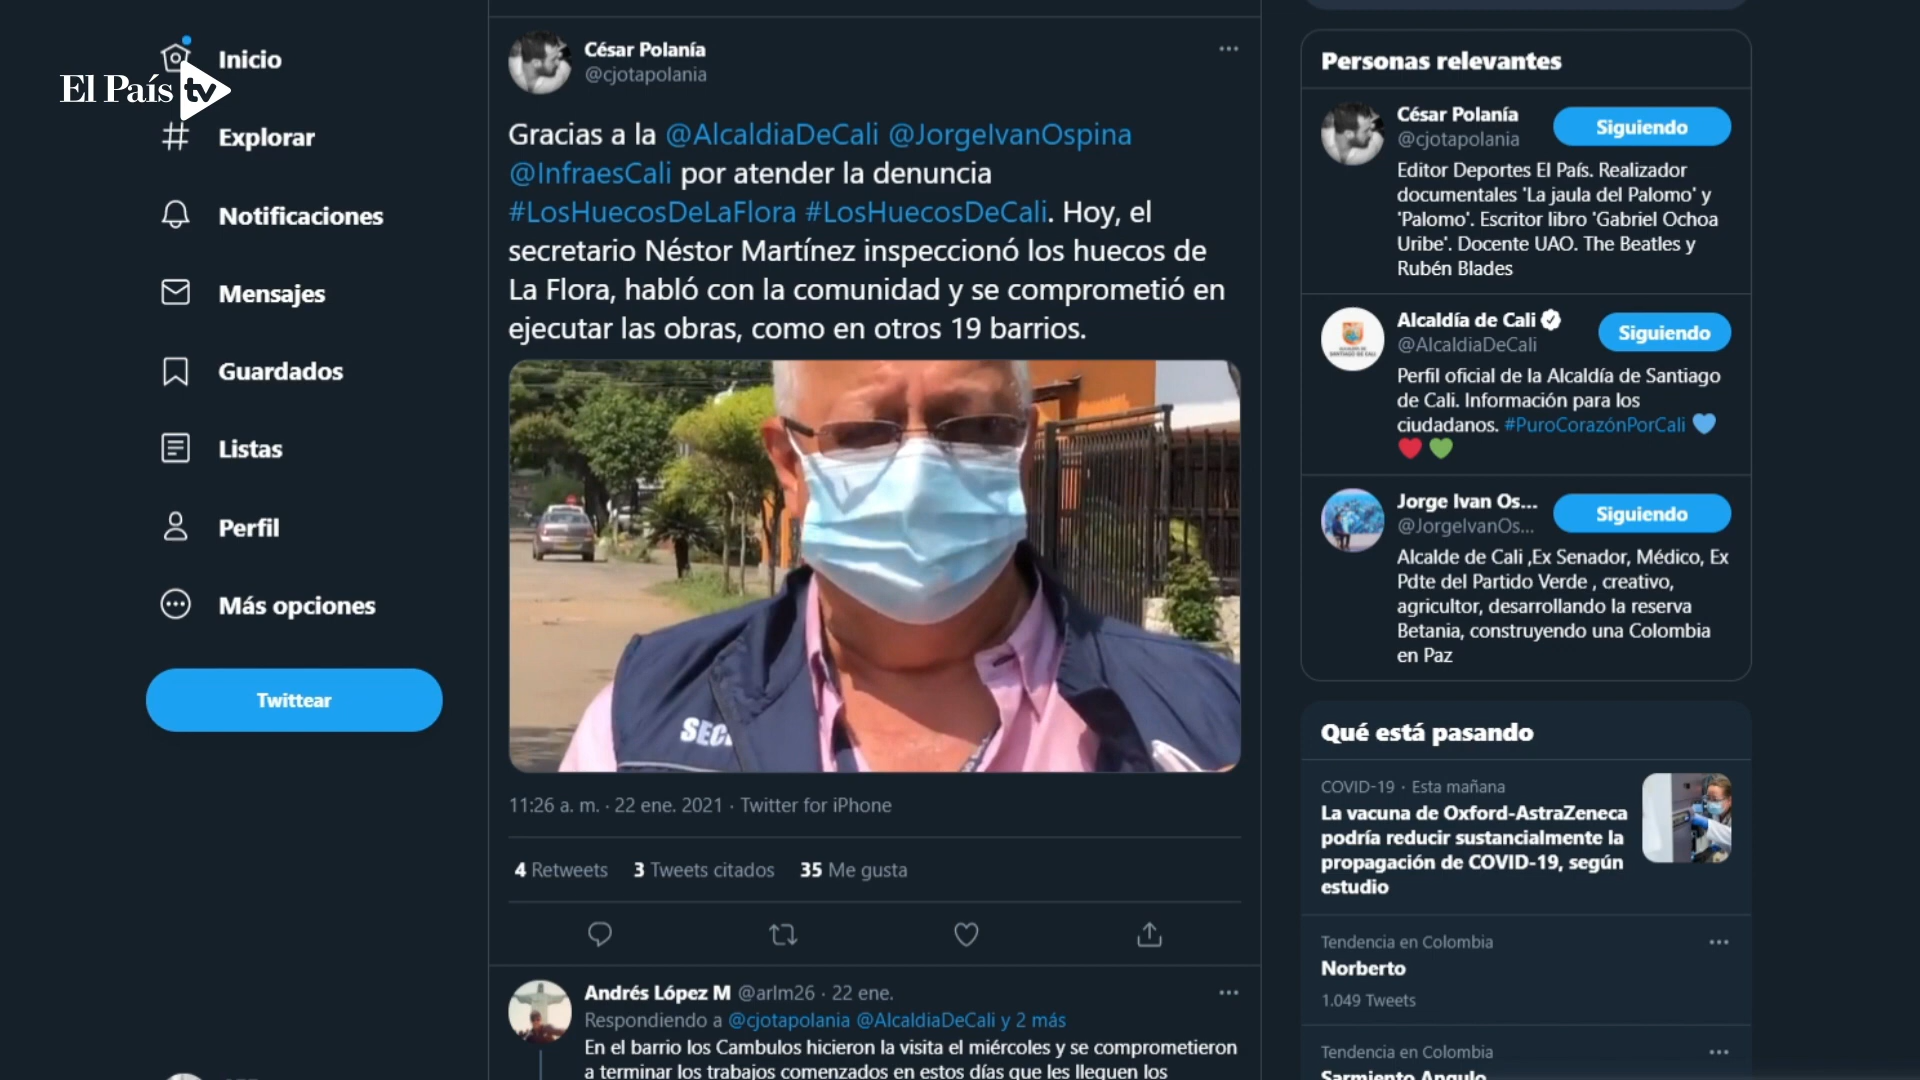 El País tv
Inicio
Explorar
Notificaciones
Mensajes
Guardados
Listas
Perfil
Más opciones
Twittear
César Polanía
@cjotapolania
Gracias a la @AlcaldiaDeCali @JorgeIvanOspina
@InfraesCali por atender la denuncia
#LosHuecosDeLaFlora #LosHuecosDeCali. Hoy, el
secretario Néstor Martínez inspeccionó los huecos de
La Flora, habló con la comunidad y se comprometió en
ejecutar las obras, como en otros 19 barrios.
11:26 a. m. · 22 ene. 2021 · Twitter for iPhone
4 Retweets 3 Tweets citados 35 Me gusta
Andrés López M @arlm26 · 22 ene.
Respondiendo a @cjotapolania @AlcaldiaDeCali y 2 más
En el barrio los Cambulos hicieron la visita el miércoles y se comprometieron
a terminar los trabajos comenzados en estos días que les lleguen los
Personas relevantes
César Polanía
@cjotapolania
Siguiendo
Editor Deportes El País. Realizador
documentales 'La jaula del Palomo' y
'Palomo'. Escritor libro 'Gabriel Ochoa
Uribe'. Docente UAO. The Beatles y
Rubén Blades
Alcaldía de Cali
@AlcaldiaDeCali
Siguiendo
Perfil oficial de la Alcaldía de Santiago
de Cali. Información para los
ciudadanos. #PuroCorazónPorCali 💙
❤️ 💚
Jorge Ivan Os...
@JorgeIvanOs...
Siguiendo
Alcalde de Cali ,Ex Senador, Médico, Ex
Pdte del Partido Verde , creativo,
agricultor, desarrollando la reserva
Betania, construyendo una Colombia
en Paz
Qué está pasando
COVID-19 · Esta mañana
La vacuna de Oxford-AstraZeneca
podría reducir sustancialmente la
propagación de COVID-19, según
estudio
Tendencia en Colombia
Norberto
1.049 Tweets
Tendencia en Colombia
Sarmiento Angulo